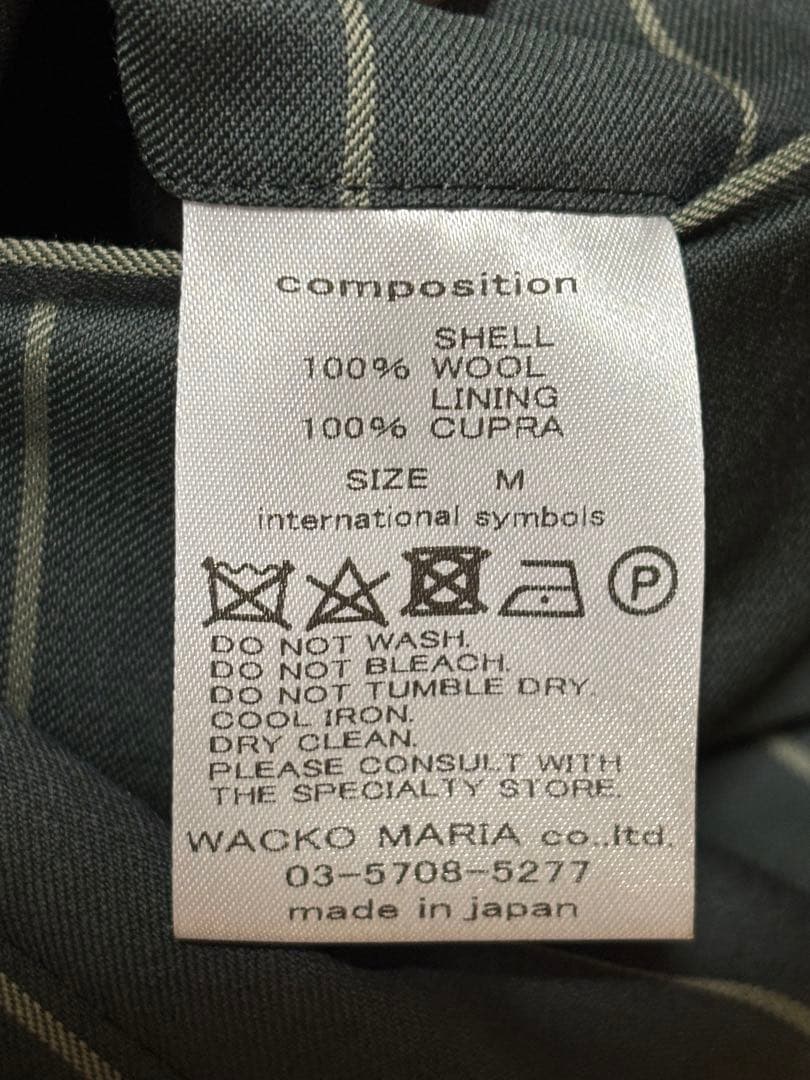 composition
SHELL
100% WOOL
LINING
100% CUPRA
SIZE M
international symbols
P
DO NOT WASH.
DO NOT BLEACH.
DO NOT TUMBLE DRY.
COOL IRON.
DRY CLEAN.
PLEASE CONSULT WITH
THE SPECIALTY STORE.
WACKO MARIA co.,ltd.
03-5708-5277
made in japan